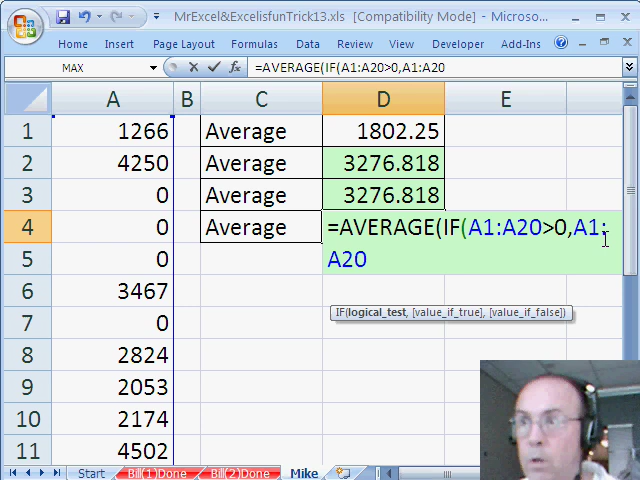 MrExcel&ExcelisfunTrick13.xls [Compatibility Mode] - Microso...
Home Insert Page Layout Formulas Data Review View Developer Add-Ins
MAX fx =AVERAGE(IF(A1:A20>0,A1:A20
A B C D E
1 1266 Average 1802.25
2 4250 Average 3276.818
3 0 Average 3276.818
4 0 Average =AVERAGE(IF(A1:A20>0,A1:
5 0 A20
6 3467
IF(logical_test, [value_if_true], [value_if_false])
7 0
8 2824
9 2053
10 2174
11 4502
Start Bill(1)Done Bill(2)Done Mike